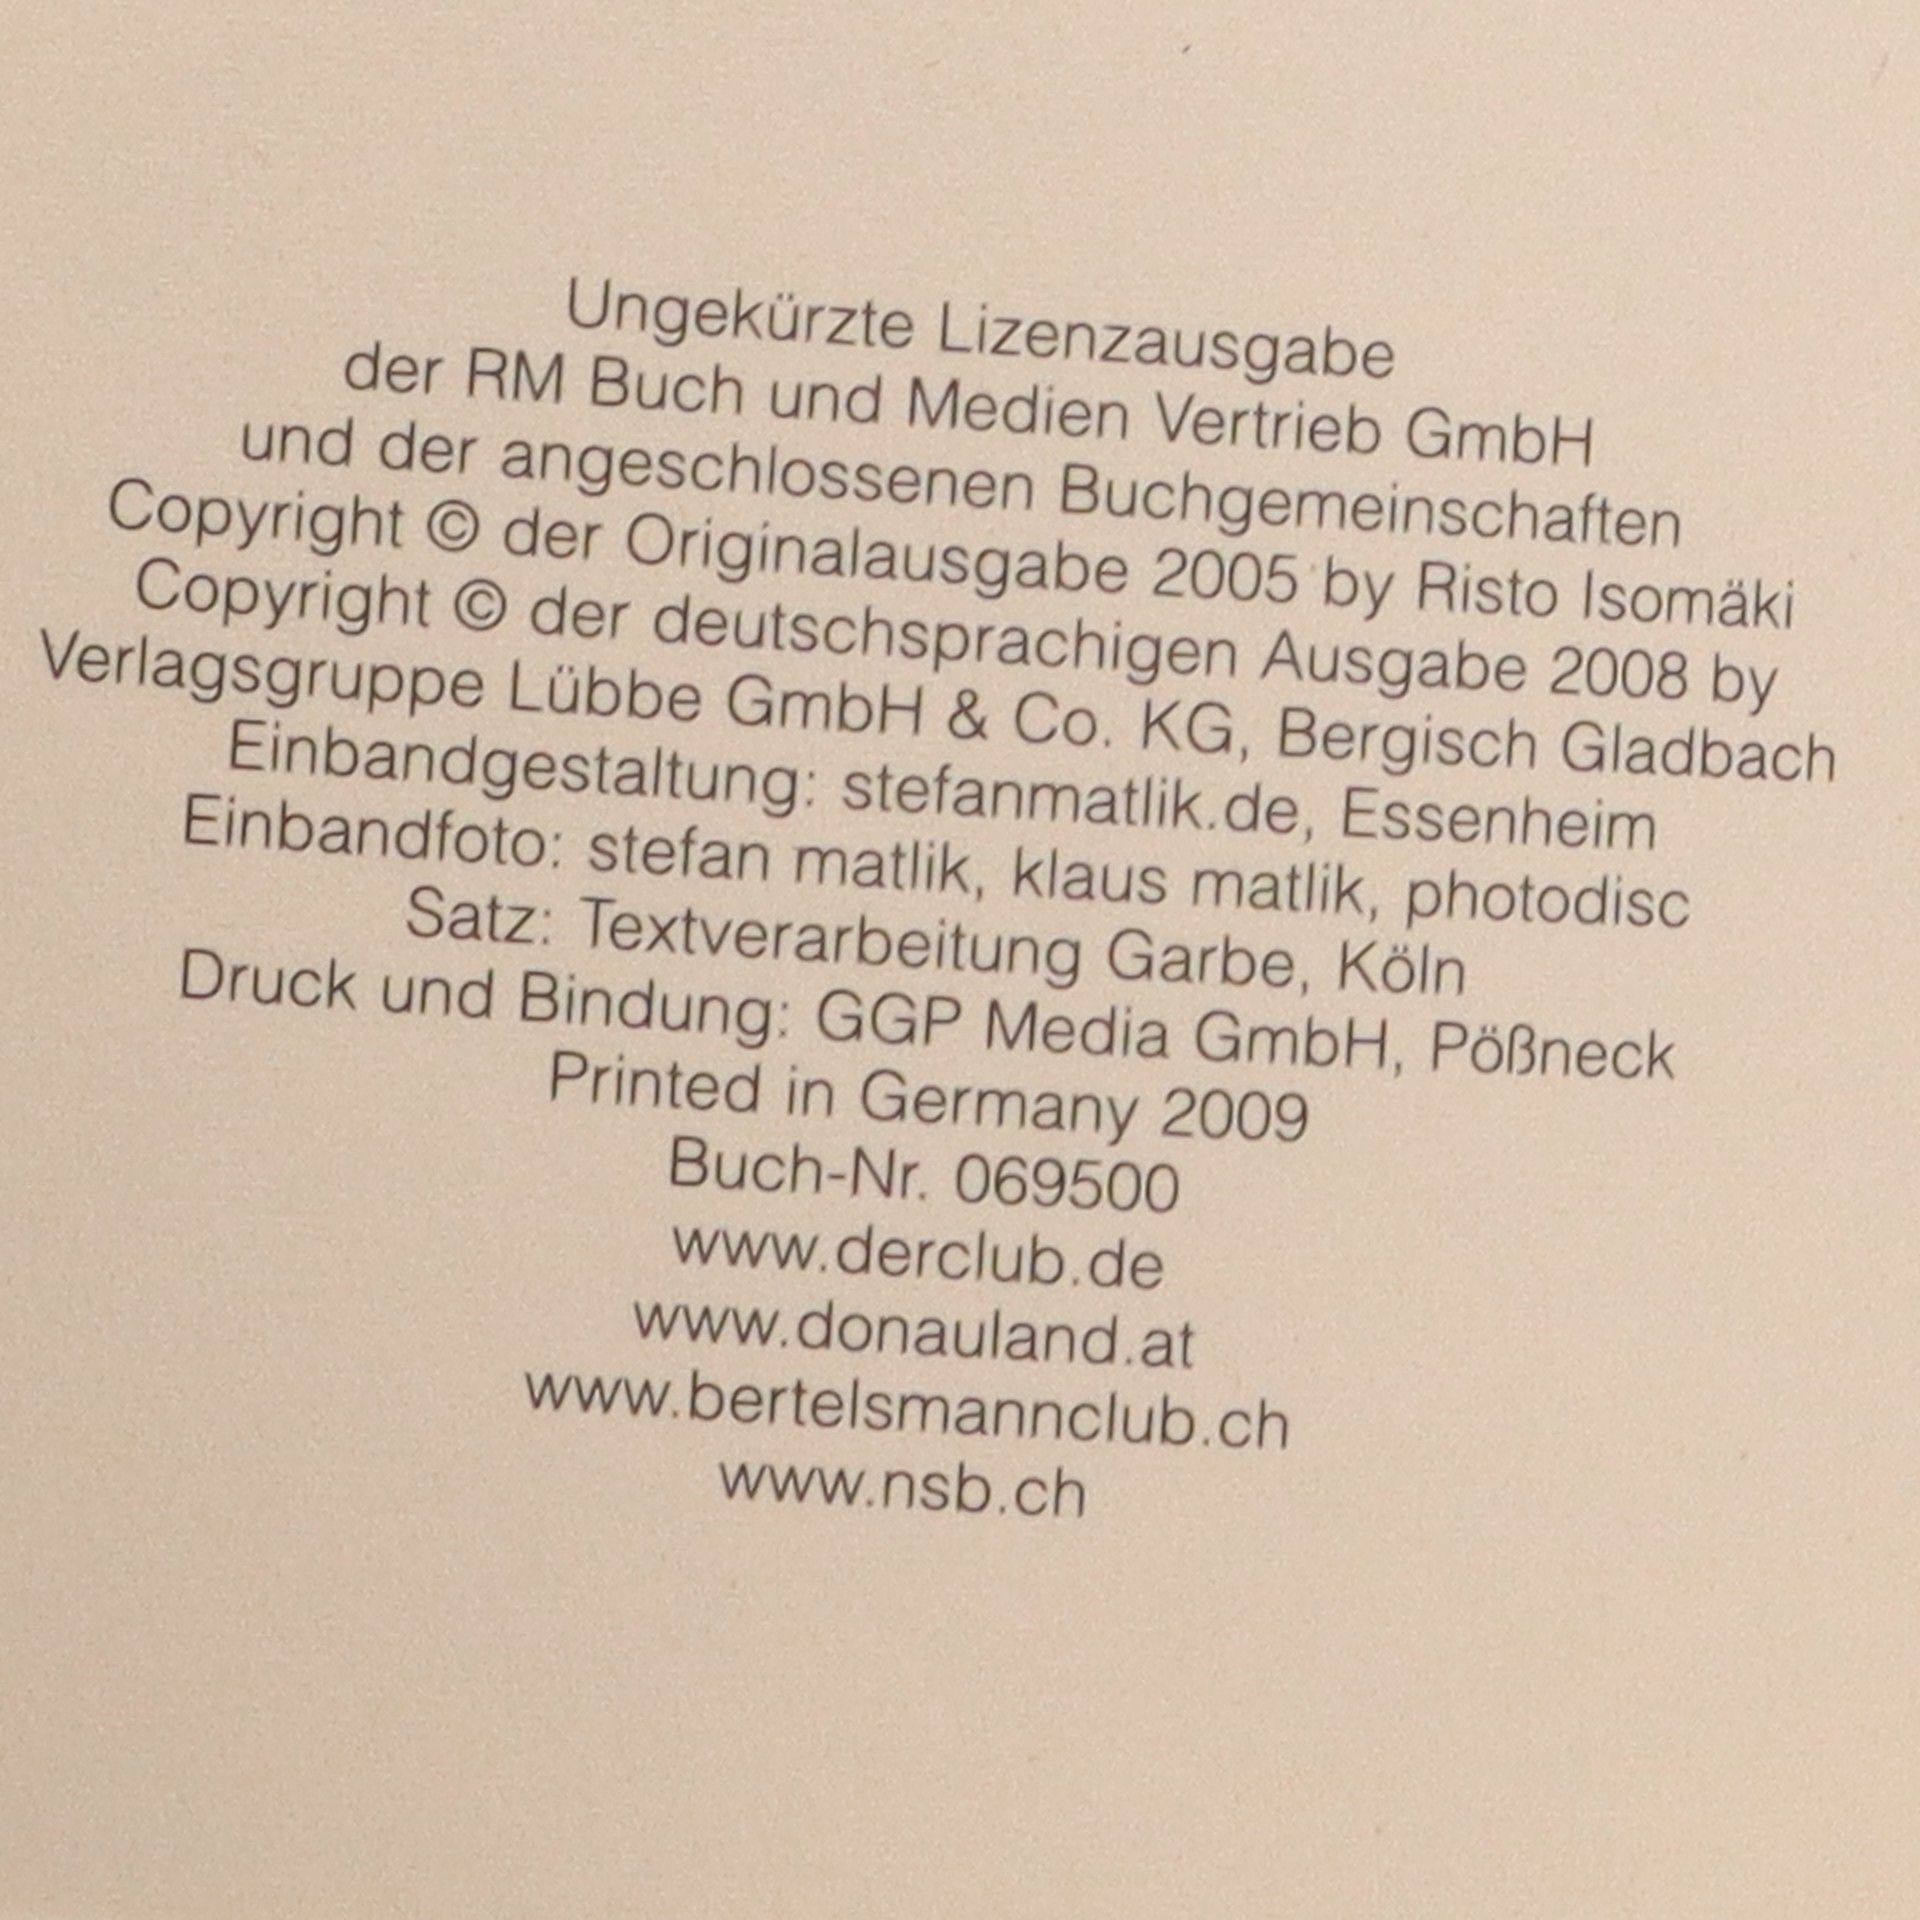 Ungekürzte Lizenzausgabe
der RM Buch und Medien Vertrieb GmbH
und der angeschlossenen Buchgemeinschaften
Copyright © der Originalausgabe 2005 by Risto Isomäki
Copyright © der deutschsprachigen Ausgabe 2008 by
Verlagsgruppe Lübbe GmbH & Co. KG, Bergisch Gladbach
Einbandgestaltung: stefanmatlik.de, Essenheim
Einbandfoto: stefan matlik, klaus matlik, photodisc
Satz: Textverarbeitung Garbe, Köln
Druck und Bindung: GGP Media GmbH, Pößneck
Printed in Germany 2009
Buch-Nr. 069500
www.derclub.de
www.donauland.at
www.bertelsmannclub.ch
www.nsb.ch